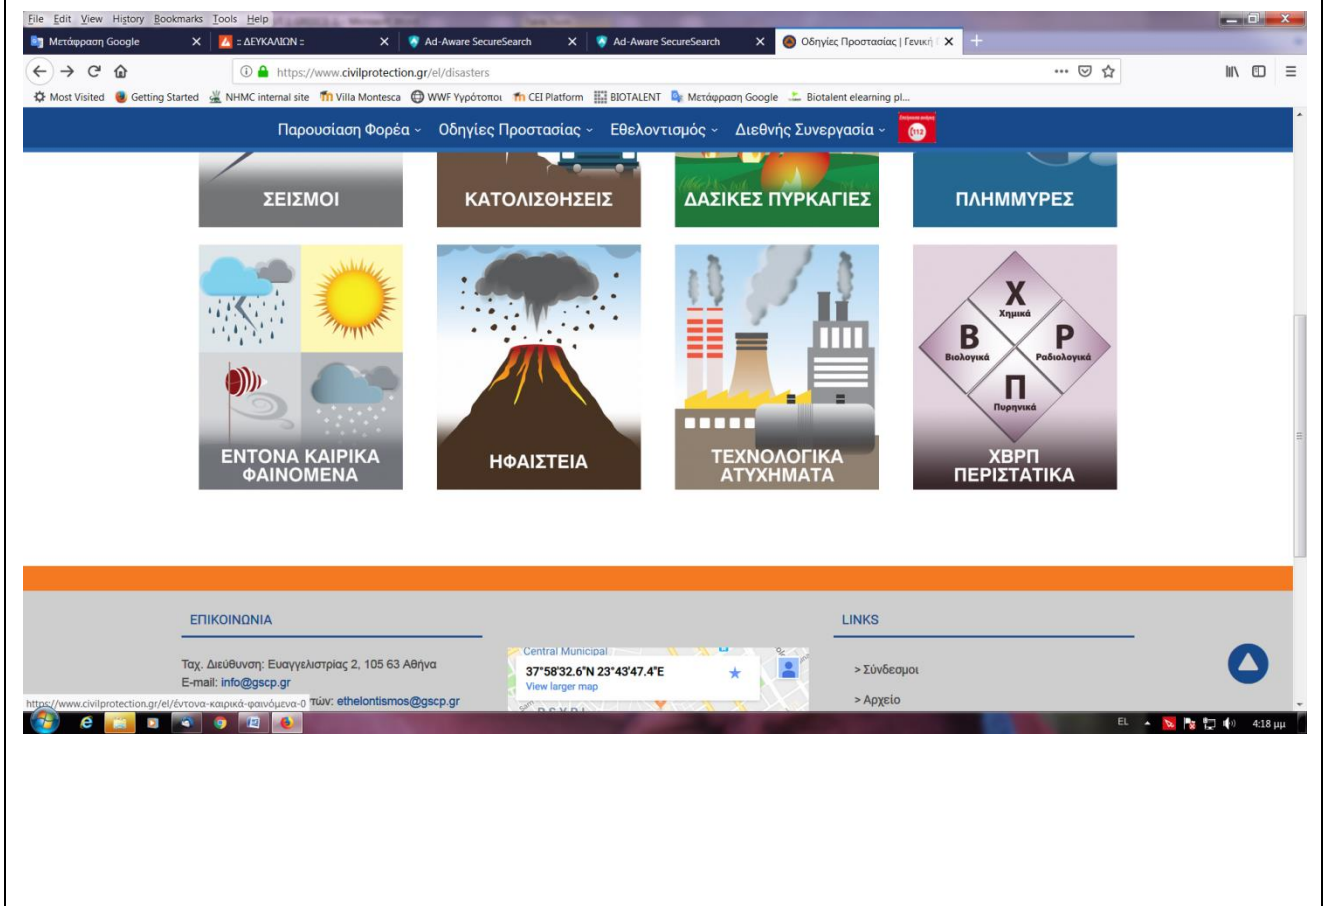 File Edit View History Bookmarks Tools Help
Μετάφραση Google
:: ΔΕΥΚΑΛΙΩΝ ::
Ad-Aware SecureSearch
Ad-Aware SecureSearch
Οδηγίες Προστασίας | Γενική
https://www.civilprotection.gr/el/disasters
Most Visited Getting Started NHMC internal site Villa Montesca WWF Υγρότοποι CEI Platform BIOTALENT Μετάφραση Google Biotalent elearning pl...
Παρουσίαση Φορέα Οδηγίες Προστασίας Εθελοντισμός Διεθνής Συνεργασία 112
ΣΕΙΣΜΟΙ
ΚΑΤΟΛΙΣΘΗΣΕΙΣ
ΔΑΣΙΚΕΣ ΠΥΡΚΑΓΙΕΣ
ΠΛΗΜΜΥΡΕΣ
ΕΝΤΟΝΑ ΚΑΙΡΙΚΑ
ΦΑΙΝΟΜΕΝΑ
ΗΦΑΙΣΤΕΙΑ
ΤΕΧΝΟΛΟΓΙΚΑ
ΑΤΥΧΗΜΑΤΑ
Χ
Χημικά
Β
Βιολογικά
Ρ
Ραδιολογικά
Π
Πυρηνικά
ΧΒΡΠ
ΠΕΡΙΣΤΑΤΙΚΑ
ΕΠΙΚΟΙΝΩΝΙΑ
Ταχ. Διεύθυνση: Ευαγγελιστρίας 2, 105 63 Αθήνα
E-mail: info@gscp.gr
τών: ethelontismos@gscp.gr
https://www.civilprotection.gr/el/έντονα-καιρικά-φαινόμενα-0
Central Municipal
37°58'32.6"N 23°43'47.4"E
View larger map
LINKS
> Σύνδεσμοι
> Αρχείο
EL
4:18 μμ